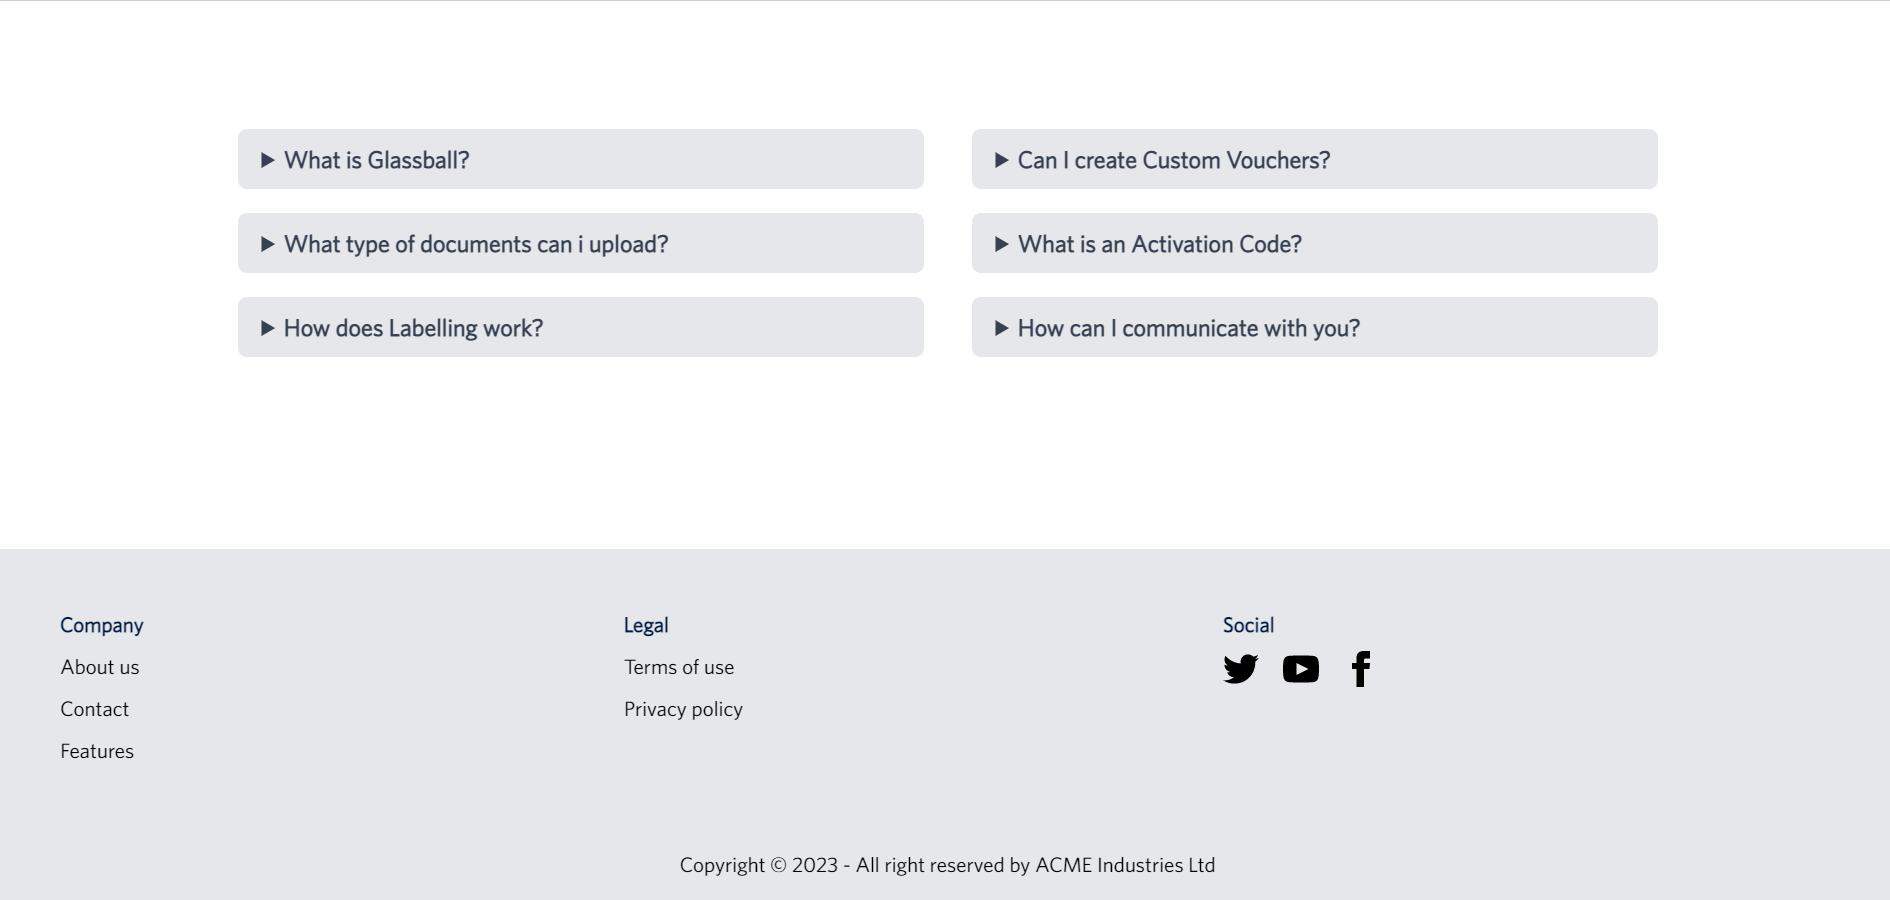 What is Glassball?
Can I create Custom Vouchers?
What type of documents can i upload?
What is an Activation Code?
How does Labelling work?
How can I communicate with you?
Company
About us
Contact
Features
Legal
Terms of use
Privacy policy
Social
Copyright © 2023 - All right reserved by ACME Industries Ltd